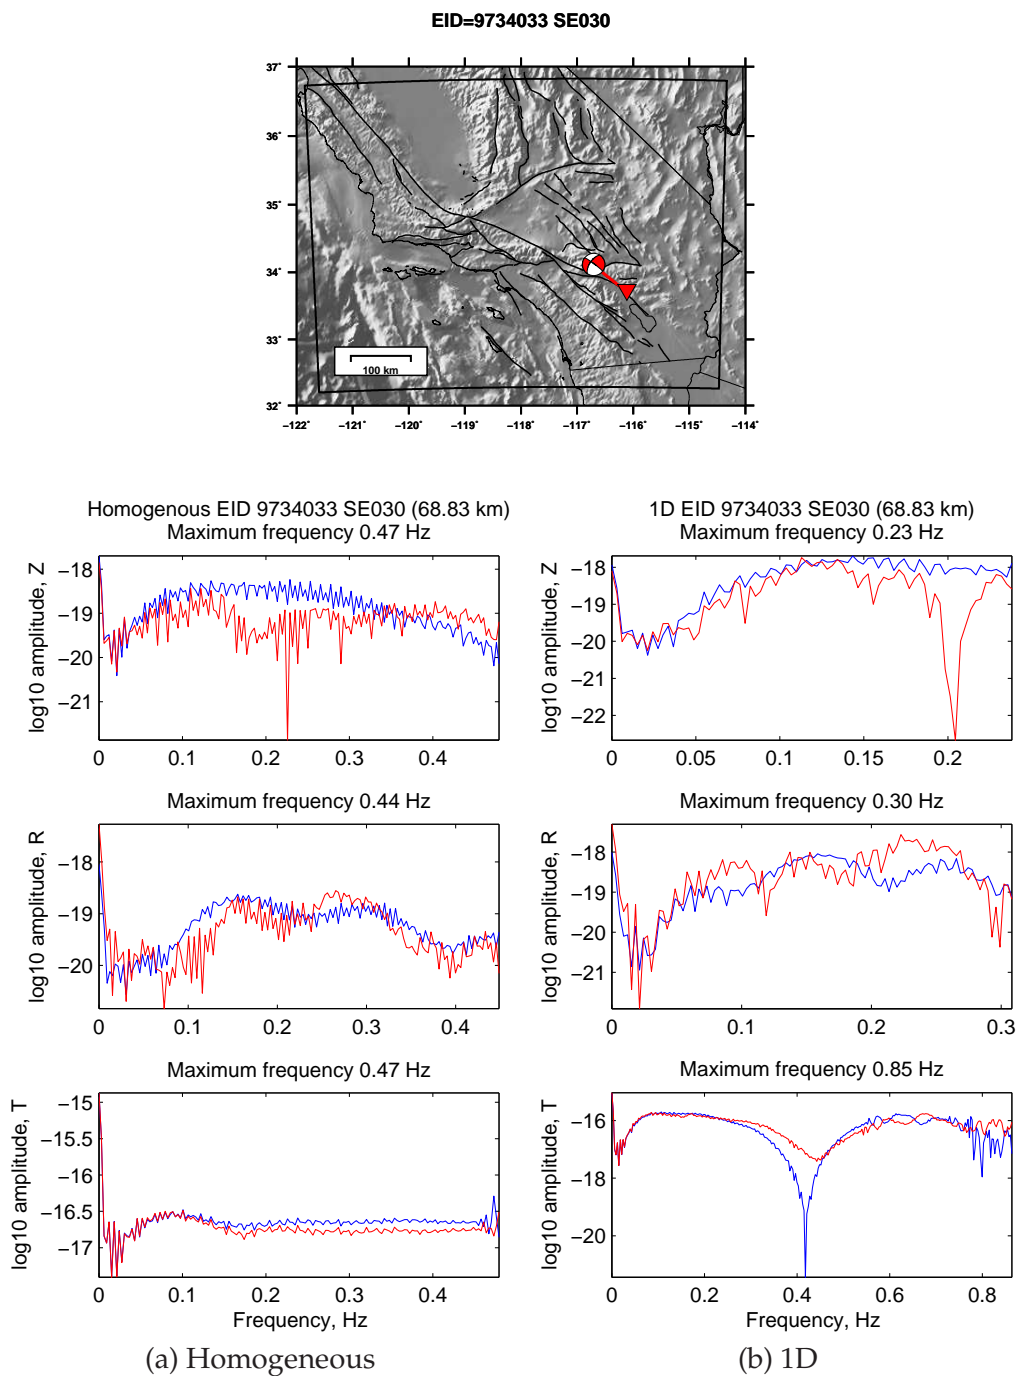 EID=9734033 SE030
37°
36°
35°
34°
33°
32°
100 km
−122° −121° −120° −119° −118° −117° −116° −115° −114°
Homogenous EID 9734033 SE030 (68.83 km)
Maximum frequency 0.47 Hz
log10 amplitude, Z
−18
−19
−20
−21
0 0.1 0.2 0.3 0.4
Maximum frequency 0.44 Hz
log10 amplitude, R
−18
−19
−20
0 0.1 0.2 0.3 0.4
Maximum frequency 0.47 Hz
log10 amplitude, T
−15
−15.5
−16
−16.5
−17
0 0.1 0.2 0.3 0.4
Frequency, Hz
(a) Homogeneous
1D EID 9734033 SE030 (68.83 km)
Maximum frequency 0.23 Hz
log10 amplitude, Z
−18
−19
−20
−21
−22
0 0.05 0.1 0.15 0.2
Maximum frequency 0.30 Hz
log10 amplitude, R
−18
−19
−20
−21
0 0.1 0.2 0.3
Maximum frequency 0.85 Hz
log10 amplitude, T
−16
−18
−20
0 0.2 0.4 0.6 0.8
Frequency, Hz
(b) 1D